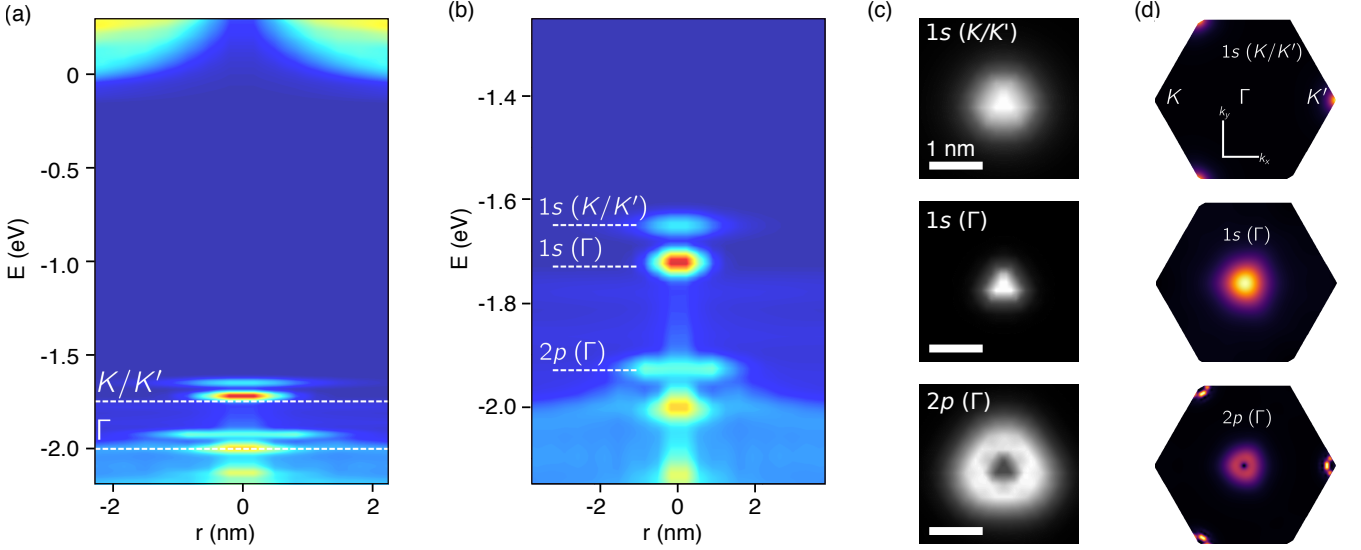 (a)
E (eV)
0
-0.5
-1.0
-1.5
-2.0
K/K′
Γ
-2
0
2
r (nm)
(b)
E (eV)
-1.4
-1.6
-1.8
-2.0
1s (K/K′)
1s (Γ)
2p (Γ)
-2
0
2
r (nm)
(c)
1s (K/K')
1 nm
1s (Γ)
2p (Γ)
(d)
1s (K/K′)
K
Γ
K′
k_y
k_x
1s (Γ)
2p (Γ)